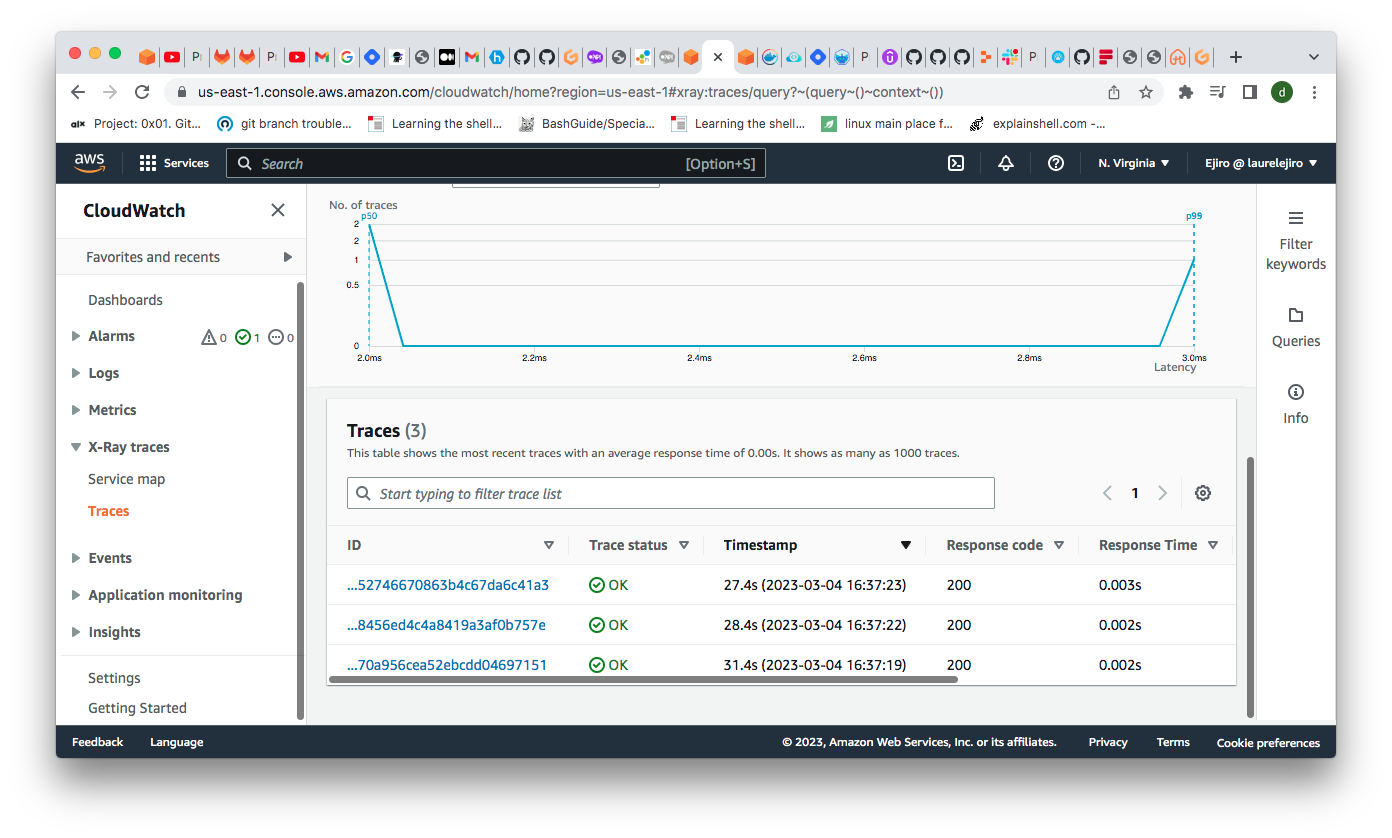 us-east-1.console.aws.amazon.com/cloudwatch/home?region=us-east-1#xray:traces/query?~(query~()~context~())
d
alx Project: 0x01. Git... git branch trouble... Learning the shell... BashGuide/Specia... Learning the shell... linux main place f... explainshell.com -...
aws Services Search [Option+S] N. Virginia Ejiro @ laurelejiro
CloudWatch
Favorites and recents
Dashboards
Alarms 0 1 0
Logs
Metrics
X-Ray traces
Service map
Traces
Events
Application monitoring
Insights
Settings
Getting Started
No. of traces
p50 p99
2
2
1
0.5
0
2.0ms 2.2ms 2.4ms 2.6ms 2.8ms 3.0ms
Latency
Traces (3)
This table shows the most recent traces with an average response time of 0.00s. It shows as many as 1000 traces.
Start typing to filter trace list 1
ID Trace status Timestamp Response code Response Time
...52746670863b4c67da6c41a3 OK 27.4s (2023-03-04 16:37:23) 200 0.003s
...8456ed4c4a8419a3af0b757e OK 28.4s (2023-03-04 16:37:22) 200 0.002s
...70a956cea52ebcdd04697151 OK 31.4s (2023-03-04 16:37:19) 200 0.002s
Filter
keywords
Queries
Info
Feedback Language © 2023, Amazon Web Services, Inc. or its affiliates. Privacy Terms Cookie preferences